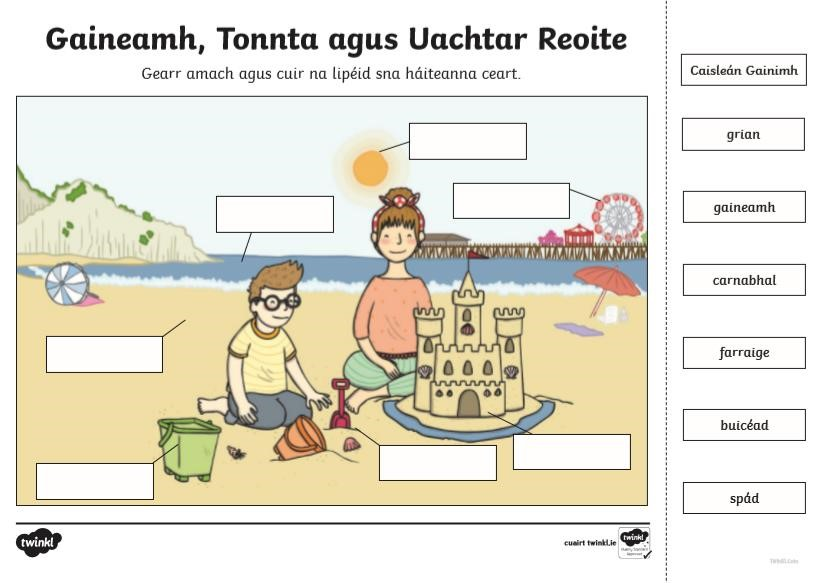 Gaineamh, Tonnta agus Uachtar Reoite
Gearr amach agus cuir na lipéid sna háiteanna ceart.
Caisleán Gainimh
grian
gaineamh
carnabhal
farraige
buicéad
spád
twinkl
cuairt twinkl.ie
twinkl